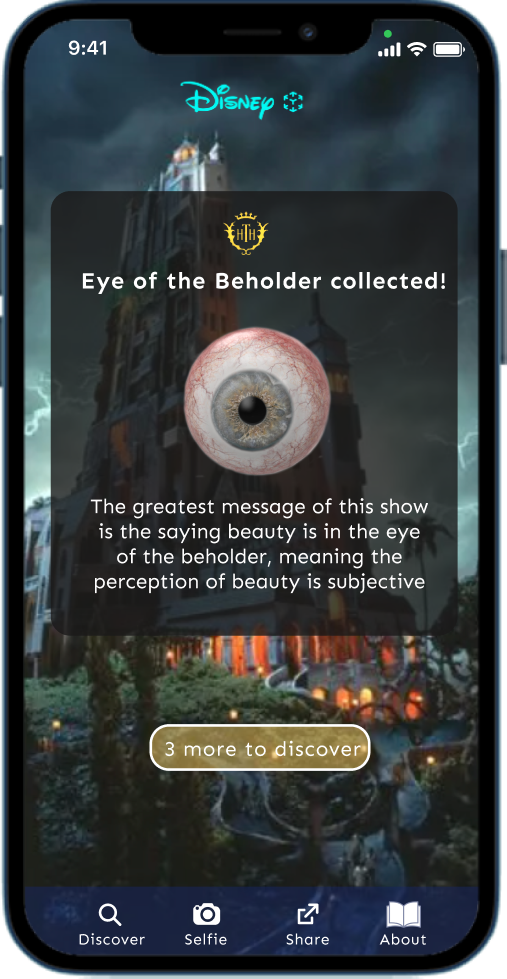 9:41
Disney
HTH
Eye of the Beholder collected!
The greatest message of this show
is the saying beauty is in the eye
of the beholder, meaning the
perception of beauty is subjective
3 more to discover
Discover Selfie Share About